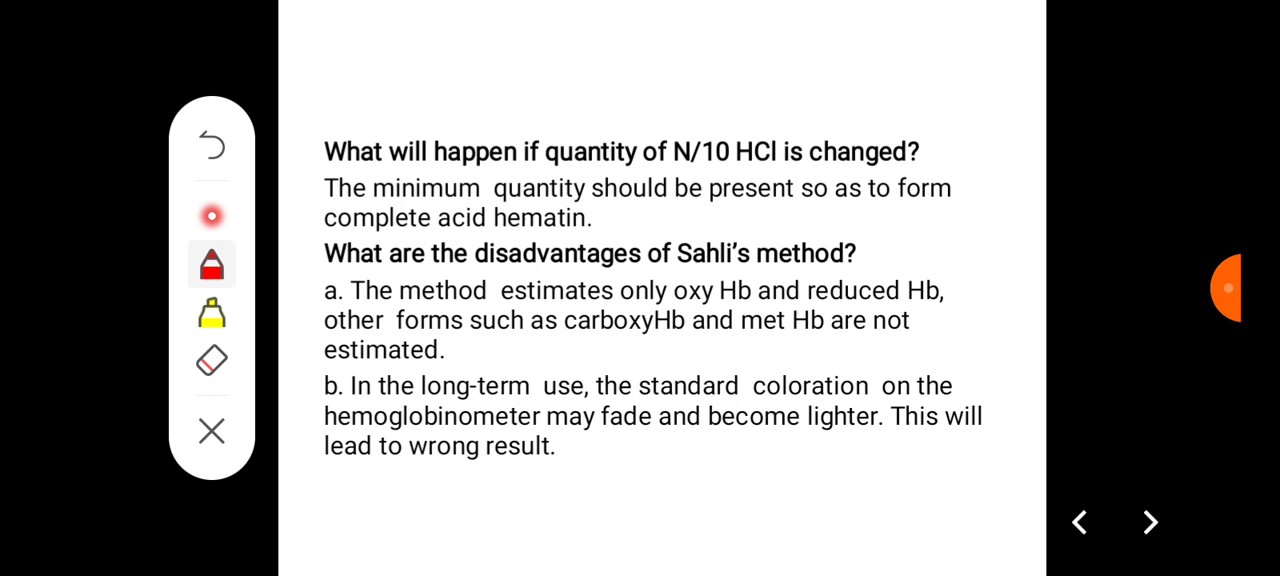 What will happen if quantity of N/10 HCl is changed?
The minimum quantity should be present so as to form
complete acid hematin.
What are the disadvantages of Sahli’s method?
a. The method estimates only oxy Hb and reduced Hb,
other forms such as carboxyHb and met Hb are not
estimated.
b. In the long-term use, the standard coloration on the
hemoglobinometer may fade and become lighter. This will
lead to wrong result.